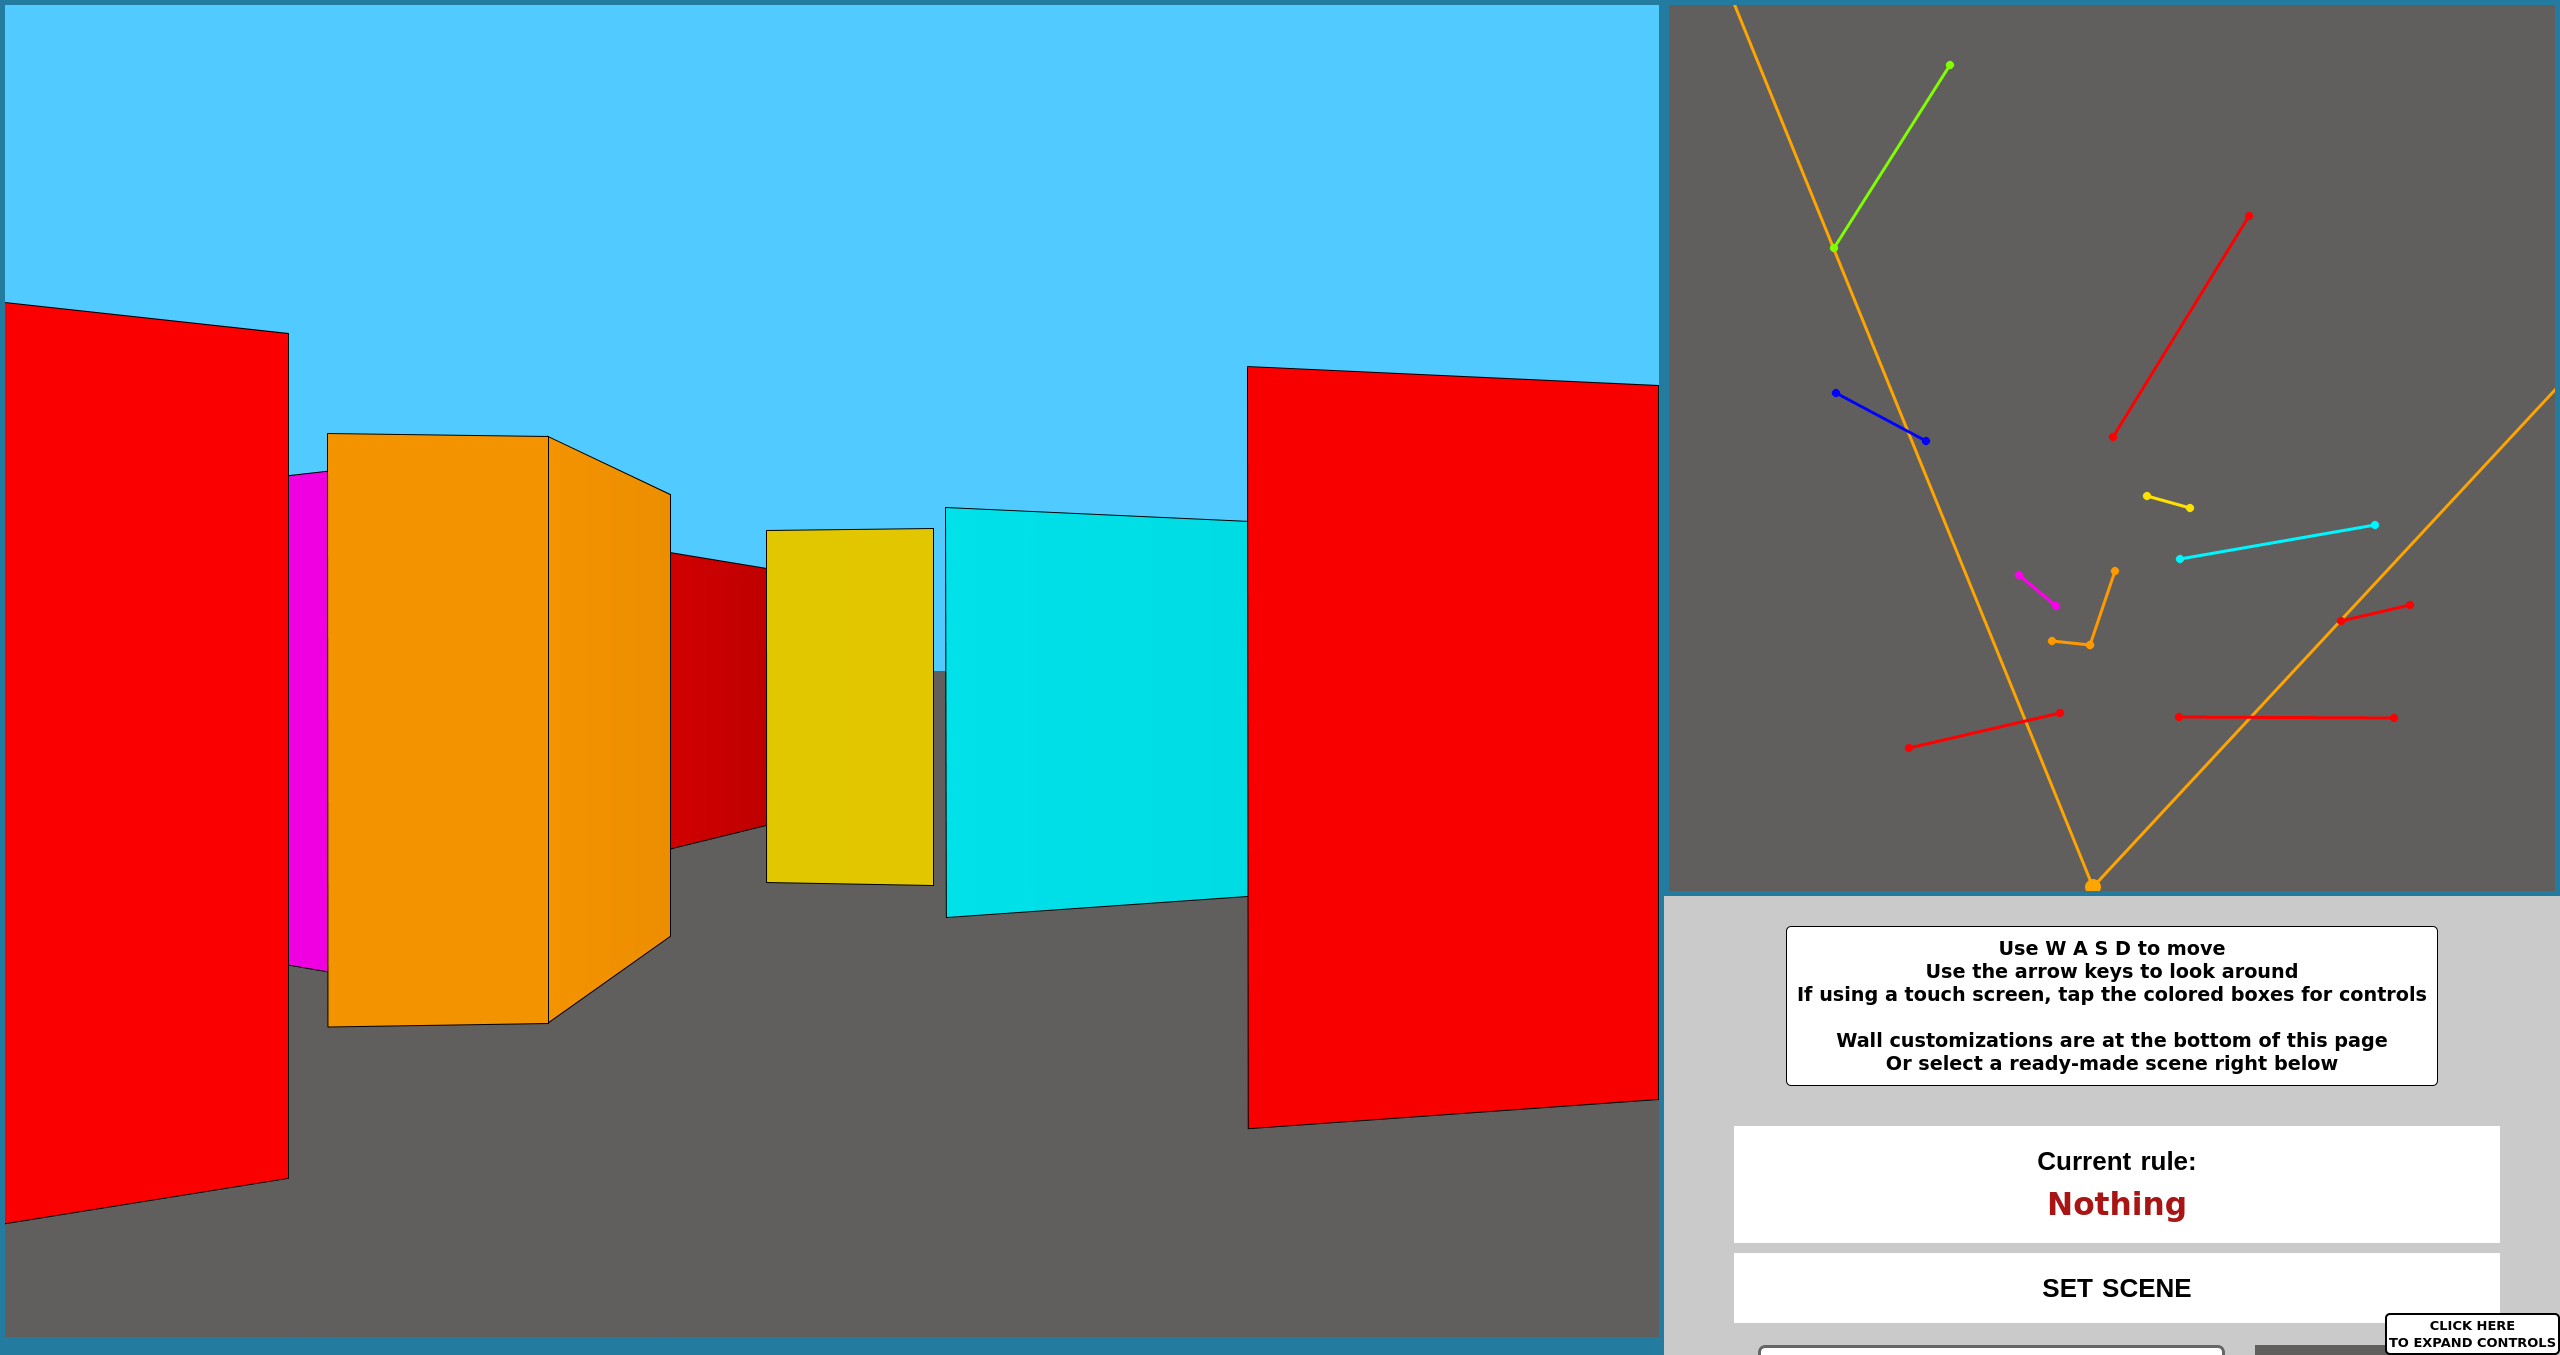 Use W A S D to move
Use the arrow keys to look around
If using a touch screen, tap the colored boxes for controls
Wall customizations are at the bottom of this page
Or select a ready-made scene right below
Current rule:
Nothing
SET SCENE
CLICK HERE
TO EXPAND CONTROLS